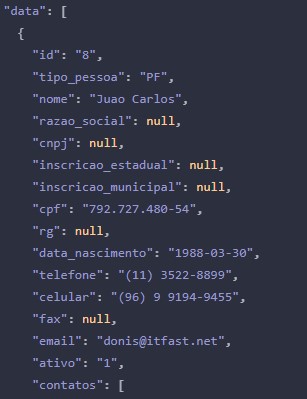 "data": [
{
"id": "8",
"tipo_pessoa": "PF",
"nome": "Juao Carlos",
"razao_social": null,
"cnpj": null,
"inscricao_estadual": null,
"inscricao_municipal": null,
"cpf": "792.727.480-54",
"rg": null,
"data_nascimento": "1988-03-30",
"telefone": "(11) 3522-8899",
"celular": "(96) 9 9194-9455",
"fax": null,
"email": "donis@itfast.net",
"ativo": "1",
"contatos": [